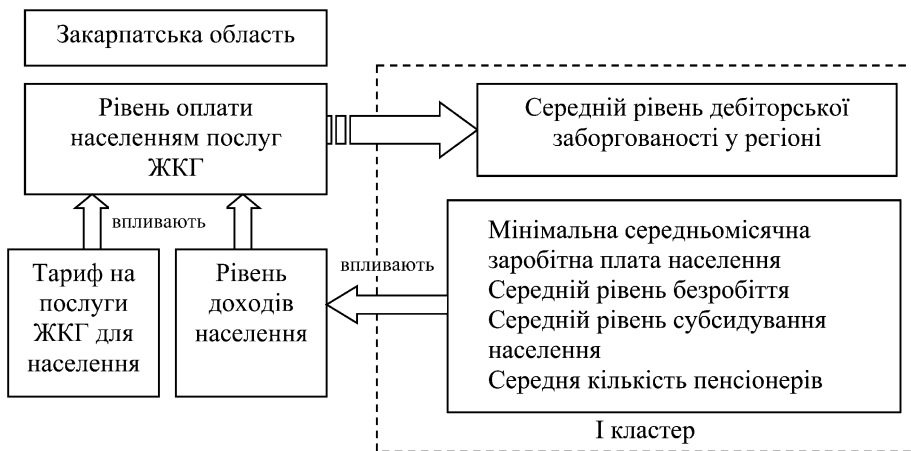 Закарпатська область
Рівень оплати
населенням послуг
ЖКГ
Середній рівень дебіторської
заборгованості у регіоні
впливають
Тариф на
послуги
ЖКГ для
населення
Рівень
доходів
населення
впливають
Мінімальна середньомісячна
заробітна плата населення
Середній рівень безробіття
Середній рівень субсидування
населення
Середня кількість пенсіонерів
І кластер